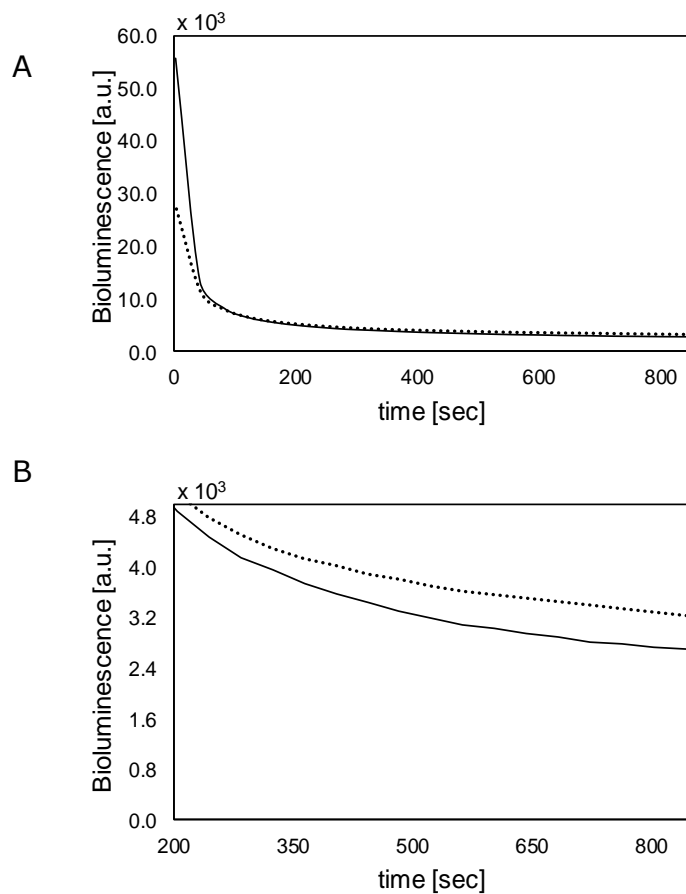 A
x 10³
Bioluminescence [a.u.]
60.0
50.0
40.0
30.0
20.0
10.0
0.0
0 200 400 600 800
time [sec]
B
x 10³
Bioluminescence [a.u.]
4.8
4.0
3.2
2.4
1.6
0.8
0.0
200 350 500 650 800
time [sec]